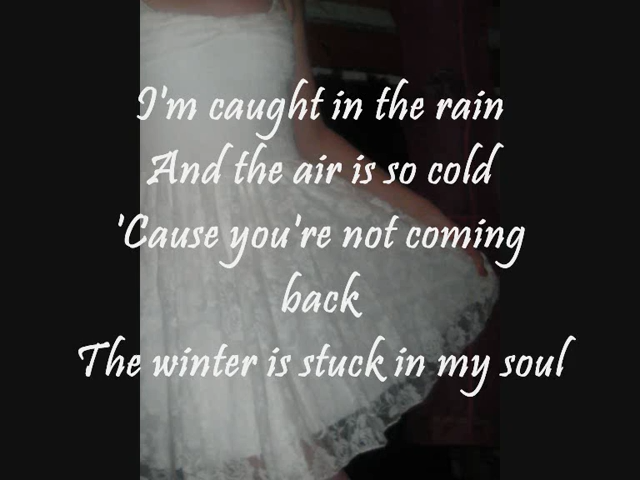 I'm caught in the rain
And the air is so cold
'Cause you're not coming
back
The winter is stuck in my soul